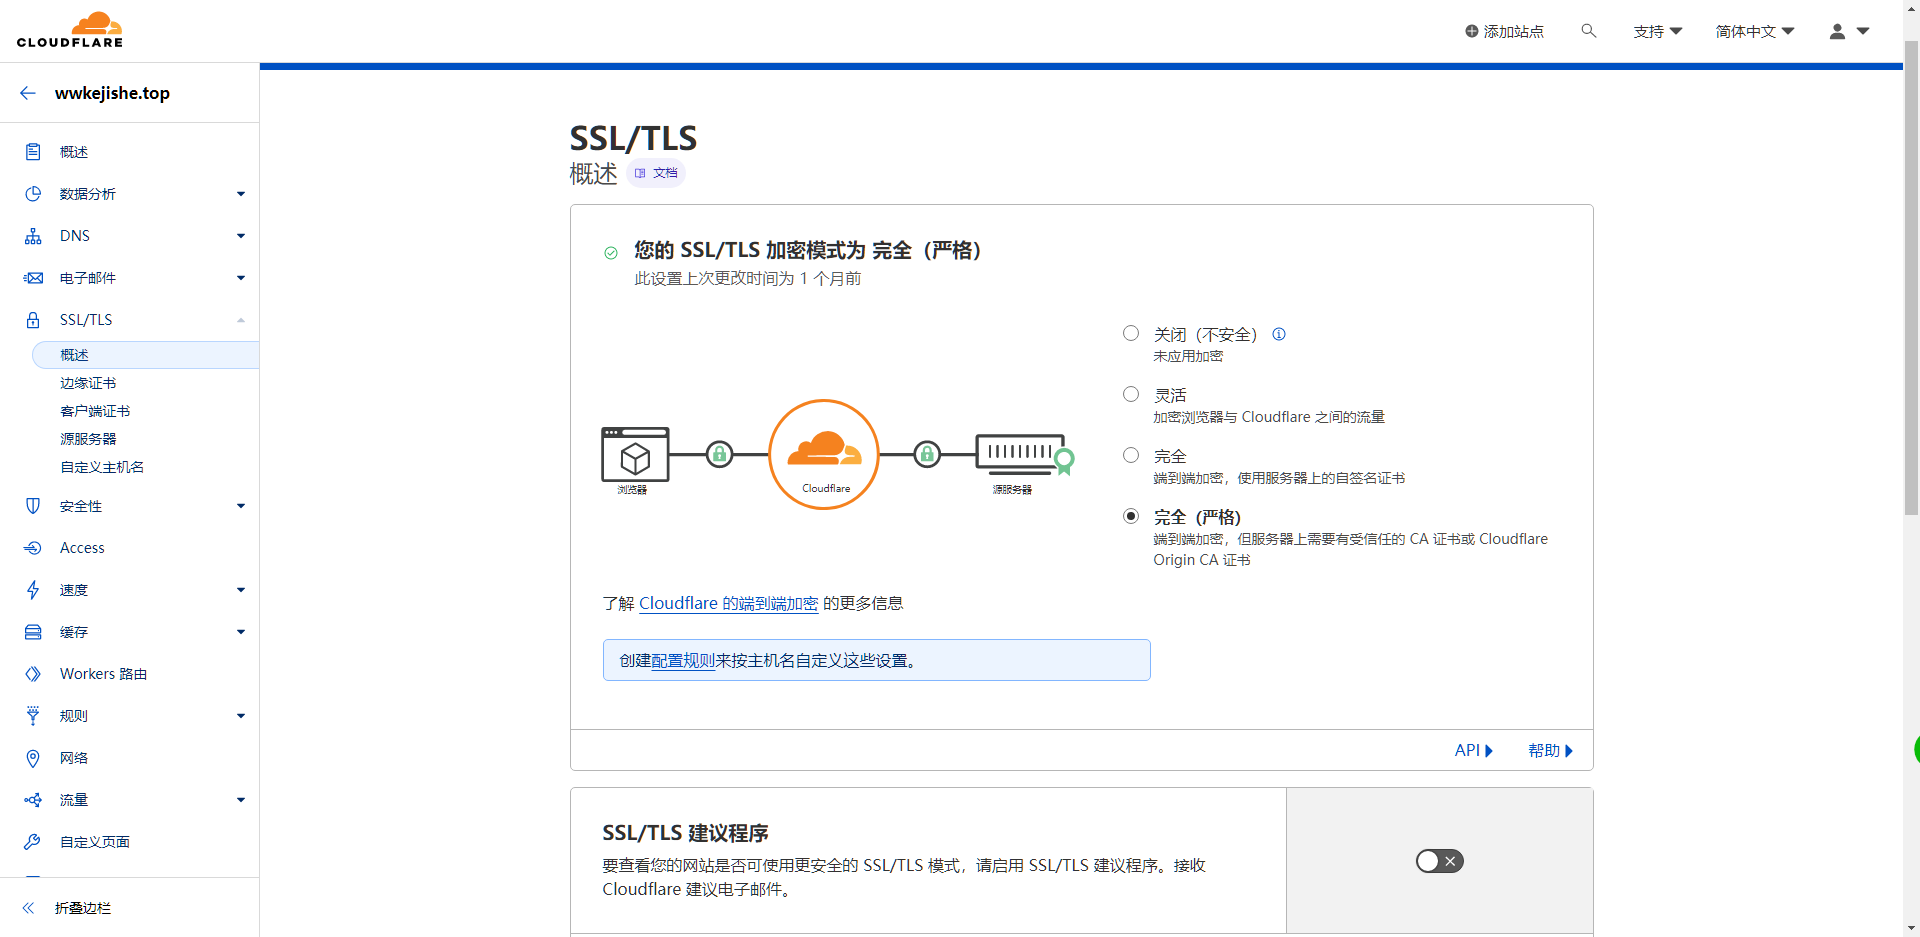 CLOUDFLARE
添加站点
支持
简体中文
wwkejishe.top
概述
数据分析
DNS
电子邮件
SSL/TLS
概述
边缘证书
客户端证书
源服务器
自定义主机名
安全性
Access
速度
缓存
Workers 路由
规则
网络
流量
自定义页面
折叠边栏
SSL/TLS
概述
文档
您的 SSL/TLS 加密模式为 完全（严格）
此设置上次更改时间为 1 个月前
浏览器
Cloudflare
源服务器
关闭（不安全）
未应用加密
灵活
加密浏览器与 Cloudflare 之间的流量
完全
端到端加密，使用服务器上的自签名证书
完全（严格）
端到端加密，但服务器上需要有受信任的 CA 证书或 Cloudflare
Origin CA 证书
了解 Cloudflare 的端到端加密 的更多信息
创建配置规则来按主机名自定义这些设置。
API
帮助
SSL/TLS 建议程序
要查看您的网站是否可使用更安全的 SSL/TLS 模式，请启用 SSL/TLS 建议程序。接收
Cloudflare 建议电子邮件。